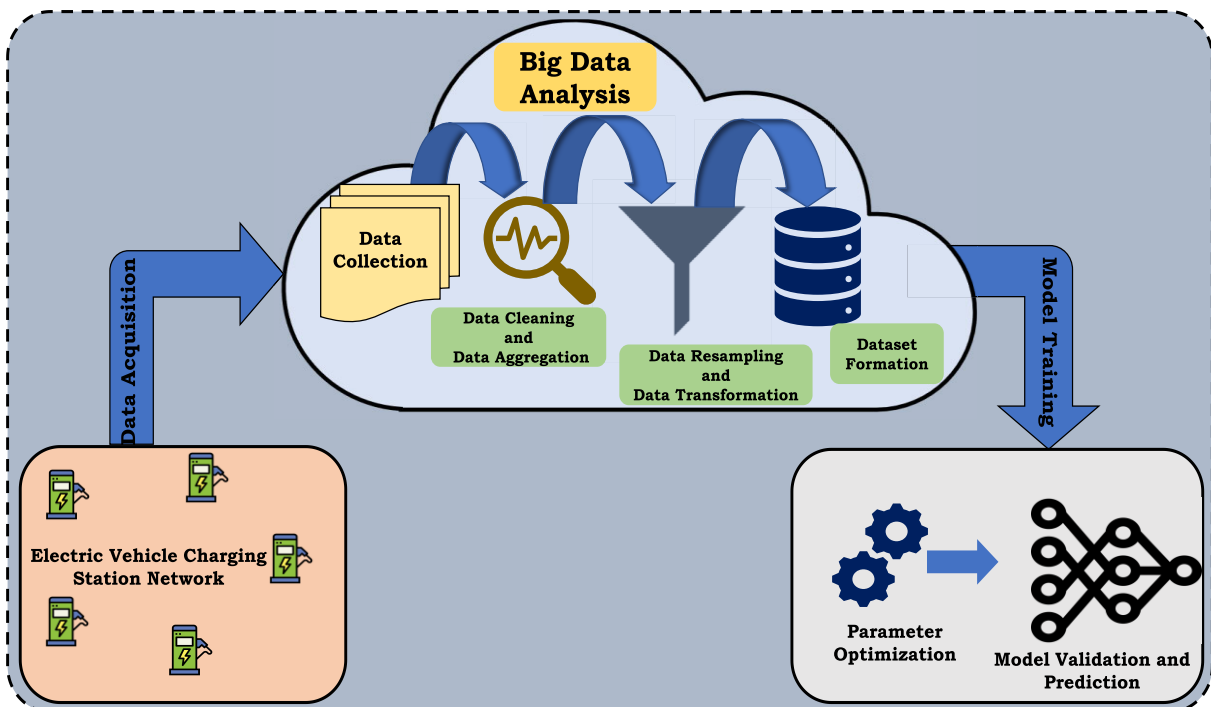 Big Data
Analysis
Data
Collection
Data Cleaning
and
Data Aggregation
Data Resampling
and
Data Transformation
Dataset
Formation
Data Acquisition
Model Training
Electric Vehicle Charging
Station Network
Parameter
Optimization
Model Validation and
Prediction